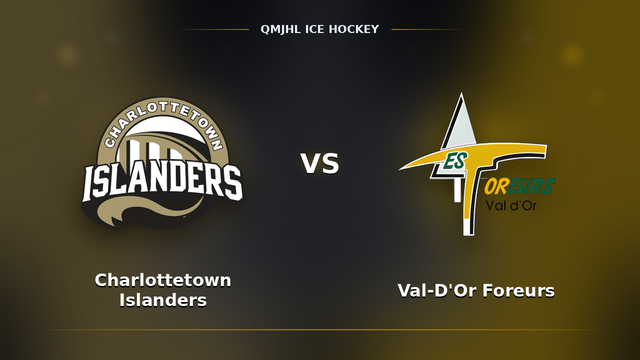 QMJHL ICE HOCKEY
CHARLOTTETOWN
ISLANDERS
VS
ES
OREURS
Val d'Or
Charlottetown
Islanders
Val-D'Or Foreurs